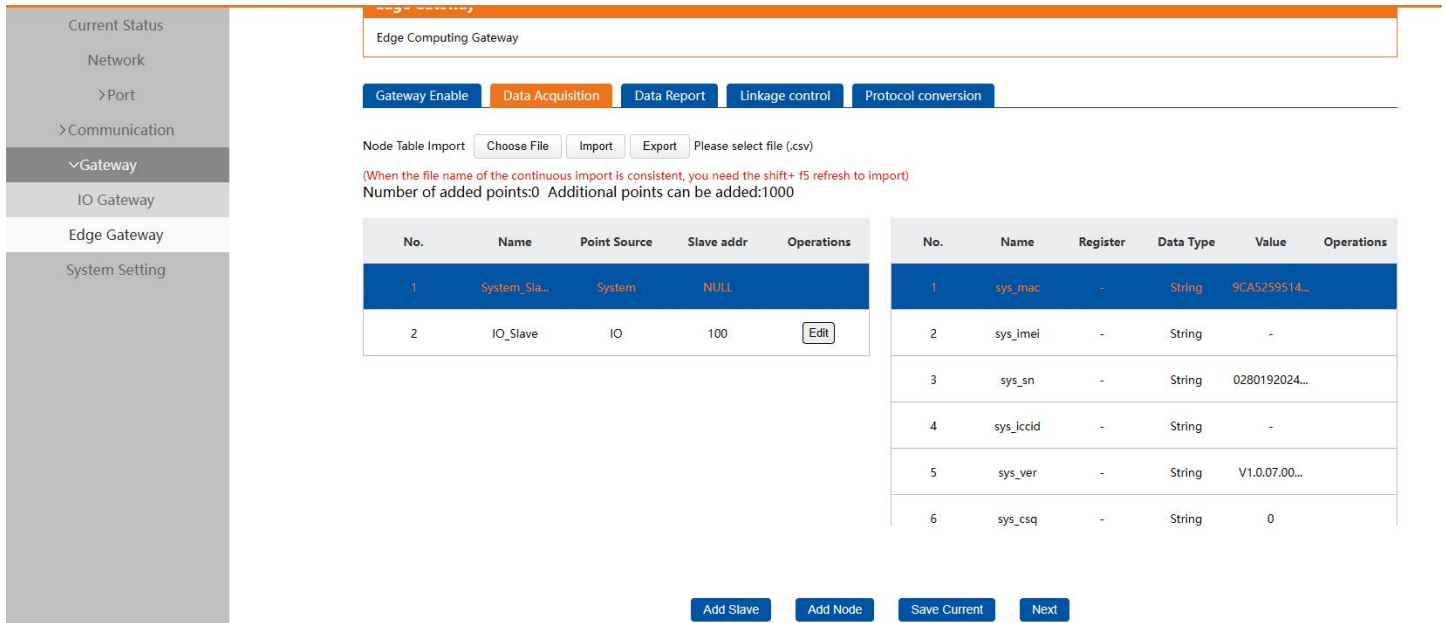 Current Status
Network
>Port
>Communication
Gateway
IO Gateway
Edge Gateway
System Setting
Edge Gateway
Edge Computing Gateway
Gateway Enable Data Acquisition Data Report Linkage control Protocol conversion
Node Table Import Choose File Import Export Please select file (.csv)
(When the file name of the continuous import is consistent, you need the shift+ f5 refresh to import)
Number of added points:0 Additional points can be added:1000
No. Name Point Source Slave addr Operations
1 System_Sla... System NULL
2 IO_Slave IO 100 Edit
No. Name Register Data Type Value Operations
1 sys_mac - String 9CA5259514...
2 sys_imei - String -
3 sys_sn - String 0280192024...
4 sys_iccid - String -
5 sys_ver - String V1.0.07.00...
6 sys_csq - String 0
Add Slave Add Node Save Current Next